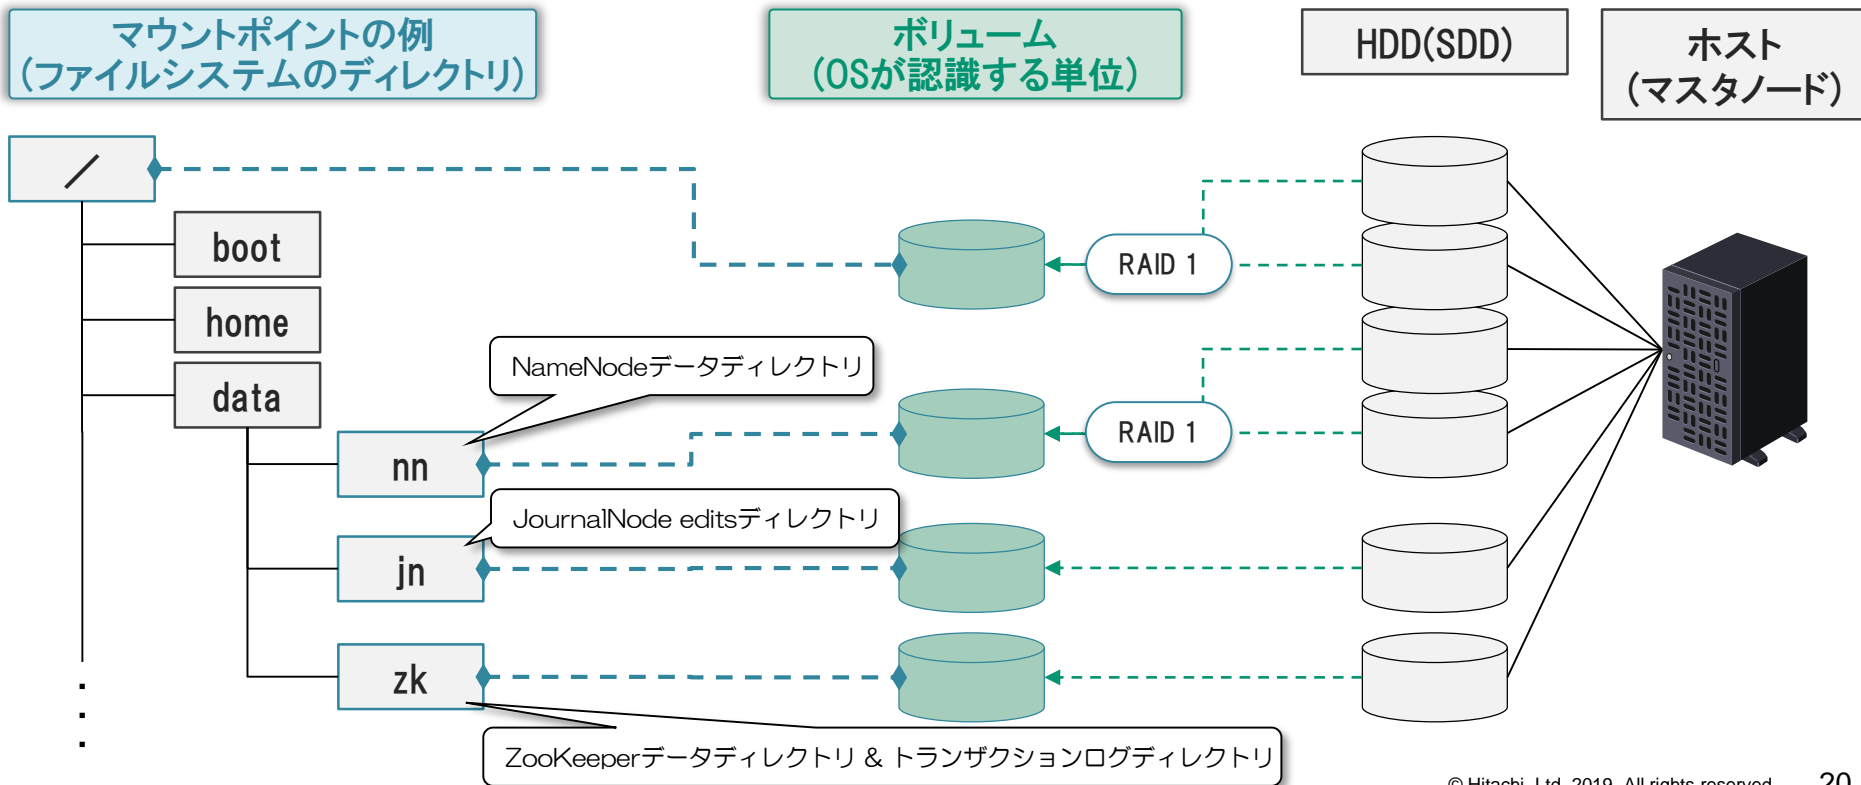 マウントポイントの例
(ファイルシステムのディレクトリ)
ボリューム
(OSが認識する単位)
HDD(SDD)
ホスト
(マスタノード)
/
boot
home
data
nn
jn
zk
NameNodeデータディレクトリ
JournalNode editsディレクトリ
ZooKeeperデータディレクトリ & トランザクションログディレクトリ
RAID 1
RAID 1
© Hitachi, Ltd. 2019. All rights reserved
20